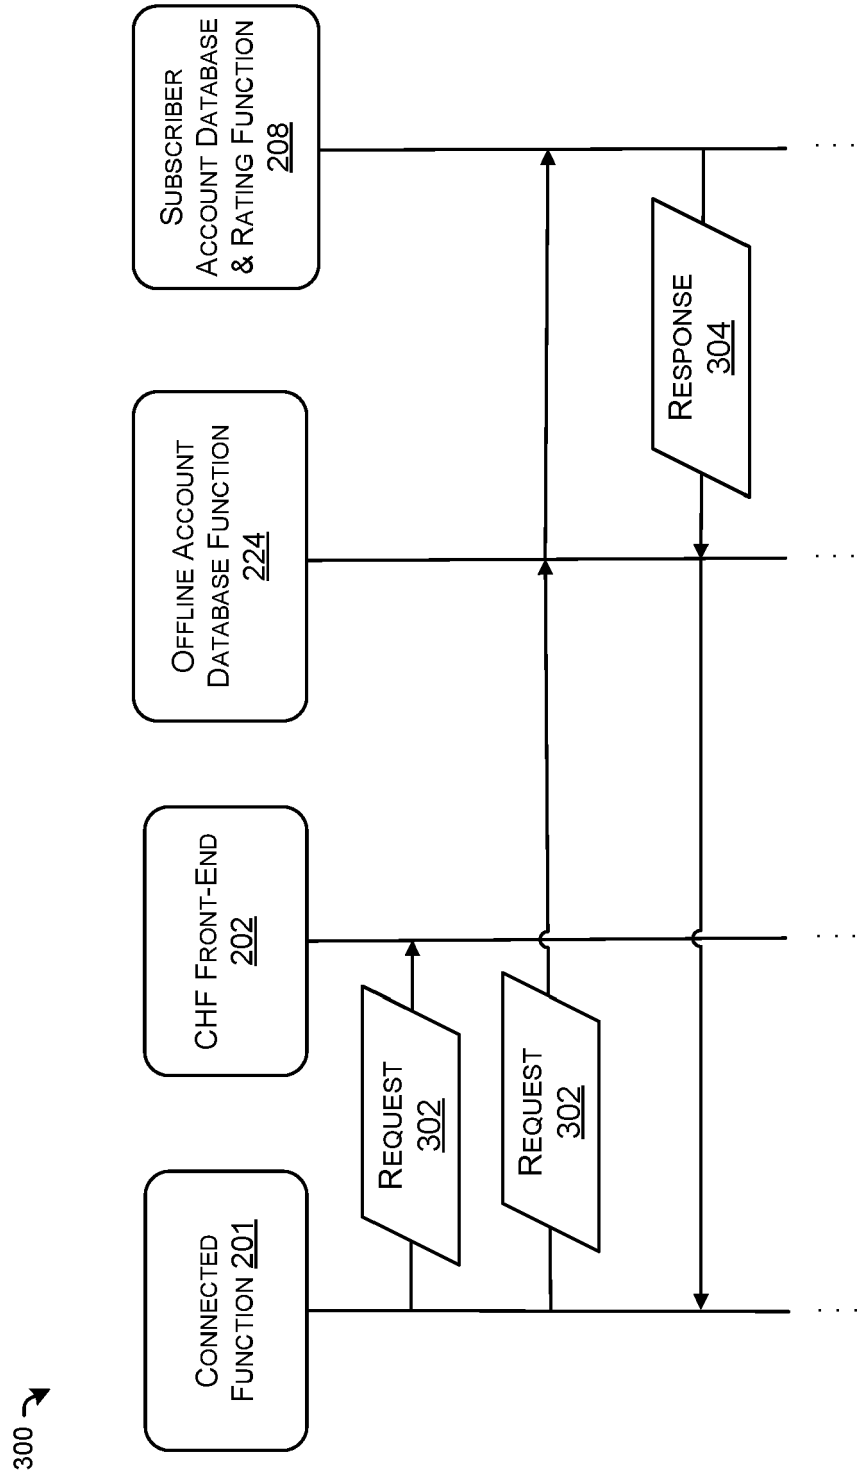 300
CONNECTED
FUNCTION 201
CHF FRONT-END
202
OFFLINE ACCOUNT
DATABASE FUNCTION
224
SUBSCRIBER
ACCOUNT DATABASE
& RATING FUNCTION
208
REQUEST
302
REQUEST
302
RESPONSE
304
. . .
. . .
. . .
. . .